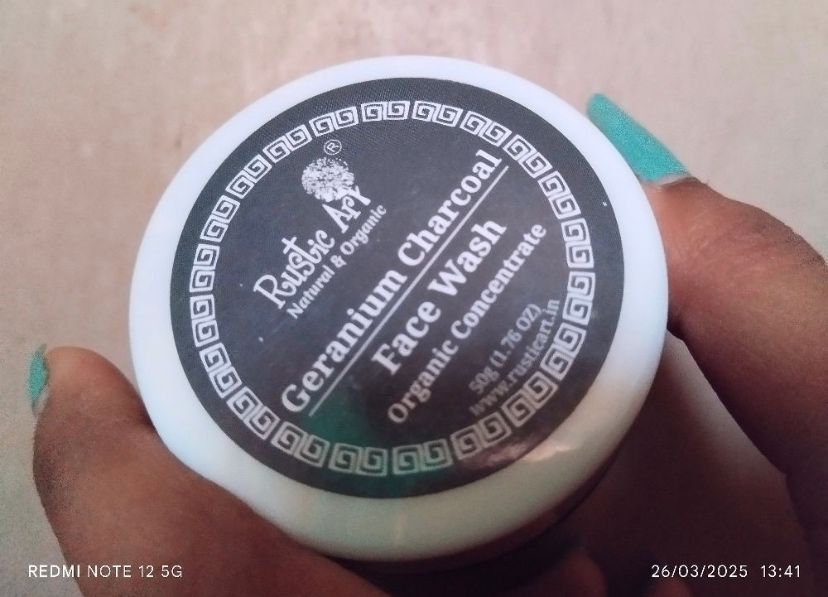 ®
Rustic Art
Natural & Organic
Geranium Charcoal
Face Wash
Organic Concentrate
50g (1.76 OZ)
www.rusticart.in
REDMI NOTE 12 5G
26/03/2025 13:41